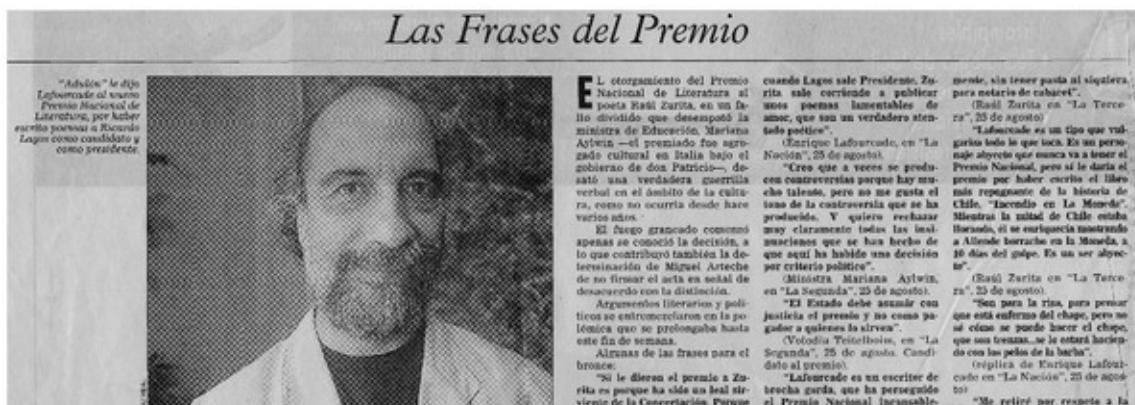 Las Frases del Premio
"Adulón" le dijo
Lafourcade al nuevo
Premio Nacional de
Literatura, por haber
escrito poemas a Ricardo
Lagos como candidato y
como presidente.
EL otorgamiento del Premio
Nacional de Literatura al
poeta Raúl Zurita, en un fa-
llo dividido que desempató la
ministra de Educación, Mariana
Aylwin —el premiado fue agre-
gado cultural en Italia bajo el
gobierno de don Patricio—, de-
sató una verdadera guerrilla
verbal en el ámbito de la cultu-
ra, como no ocurría desde hace
varios años.
El fuego graneado comenzó
apenas se conoció la decisión, a
lo que contribuyó también la de-
terminación de Miguel Arteche
de no firmar el acta en señal de
desacuerdo con la distinción.
Argumentos literarios y polí-
ticos se entremezclaron en la po-
lémica que se prolongaba hasta
este fin de semana.
Algunas de las frases para el
bronce:
"Si le dieron el premio a Zu-
rita es porque ha sido un leal sir-
viente de la Concertación. Porque
cuando Lagos sale Presidente, Zu-
rita sale corriendo a publicar
unos poemas lamentables de
amor, que son un verdadero aten-
tado poético".
(Enrique Lafourcade, en "La
Nación", 25 de agosto).
"Creo que a veces se produ-
cen controversias porque hay mu-
cho talento, pero no me gusta el
tono de la controversia que se ha
producido. Y quiero rechazar
muy claramente todas las insi-
nuaciones que se han hecho de
que aquí ha habido una decisión
por criterio político".
(Ministra Mariana Aylwin,
en "La Segunda", 25 de agosto).
"El Estado debe asumir con
justicia el premio y no como pa-
gador a quienes lo sirven".
(Volodia Teitelboim, en "La
Segunda", 25 de agosto. Candi-
dato al premio).
"Lafourcade es un escritor de
brocha gorda, que ha perseguido
el Premio Nacional incansable-
mente, sin tener pasta ni siquiera
para notario de cabaret".
(Raúl Zurita en "La Terce-
ra", 25 de agosto)
"Lafourcade es un tipo que vul-
gariza todo lo que toca. Es un perso-
naje abyecto que nunca va a tener el
Premio Nacional, pero sí le daría el
premio por haber escrito el libro
más repugnante de la historia de
Chile, "Incendio en La Moneda".
Mientras la mitad de Chile estaba
llorando, él se enriquecía mostrando
a Allende borracho en la Moneda, a
10 días del golpe. Es un ser abyec-
to".
(Raúl Zurita en "La Terce-
ra", 25 de agosto).
"Son para la risa, para pensar
que está enfermo del chape, pero no
sé cómo se puede hacer el chape,
que son trenzas...se le estará hacien-
do con los pelos de la barba".
(réplica de Enrique Lafour-
cade en "La Nación", 25 de agos-
to)
"Me retiré por respeto a la